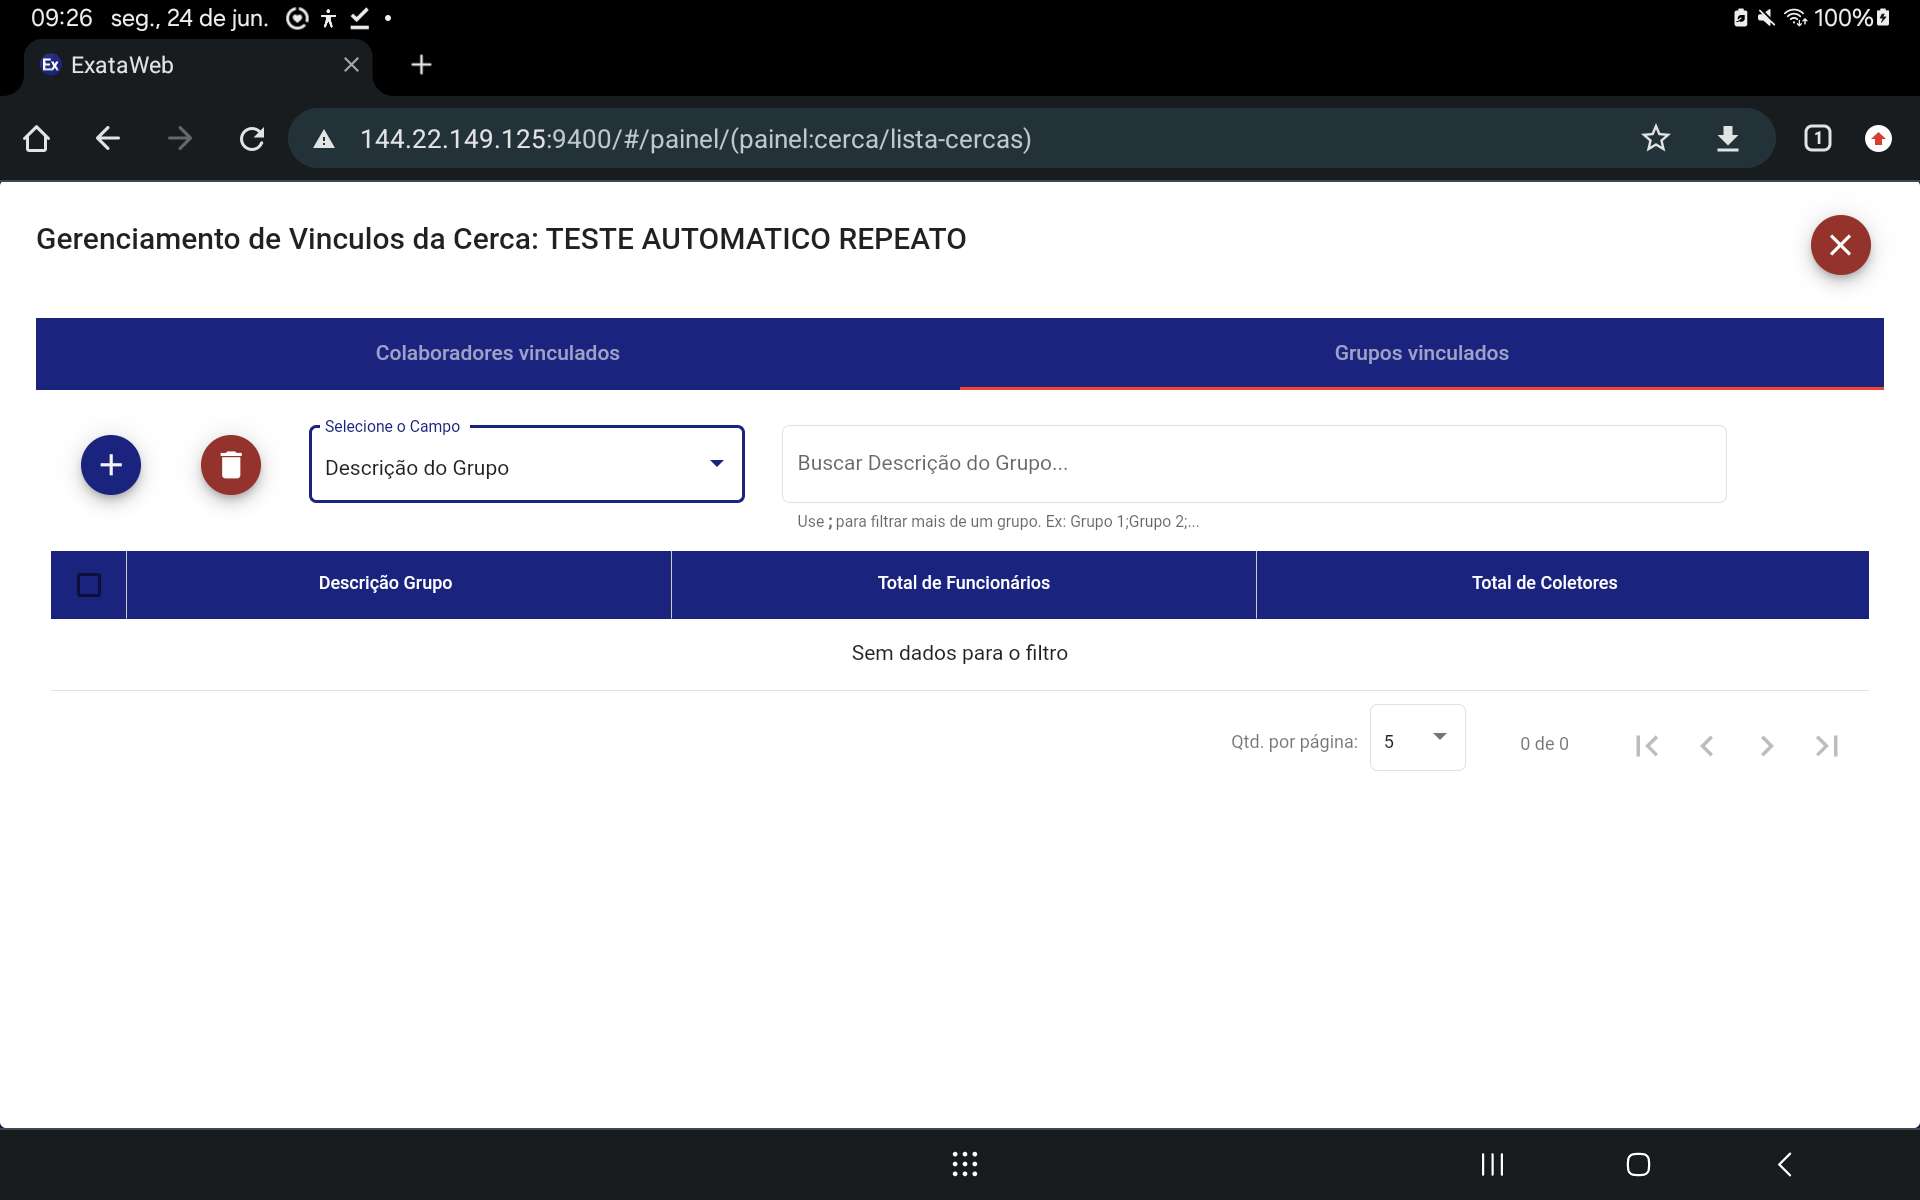 09:26 seg., 24 de jun. 100%
Ex ExataWeb
144.22.149.125:9400/#/painel/(painel:cerca/lista-cercas) 1
Gerenciamento de Vinculos da Cerca: TESTE AUTOMATICO REPEATO
Colaboradores vinculados Grupos vinculados
Selecione o Campo
Descrição do Grupo Buscar Descrição do Grupo...
Use ; para filtrar mais de um grupo. Ex: Grupo 1;Grupo 2;...
Descrição Grupo Total de Funcionários Total de Coletores
Sem dados para o filtro
Qtd. por página: 5 0 de 0